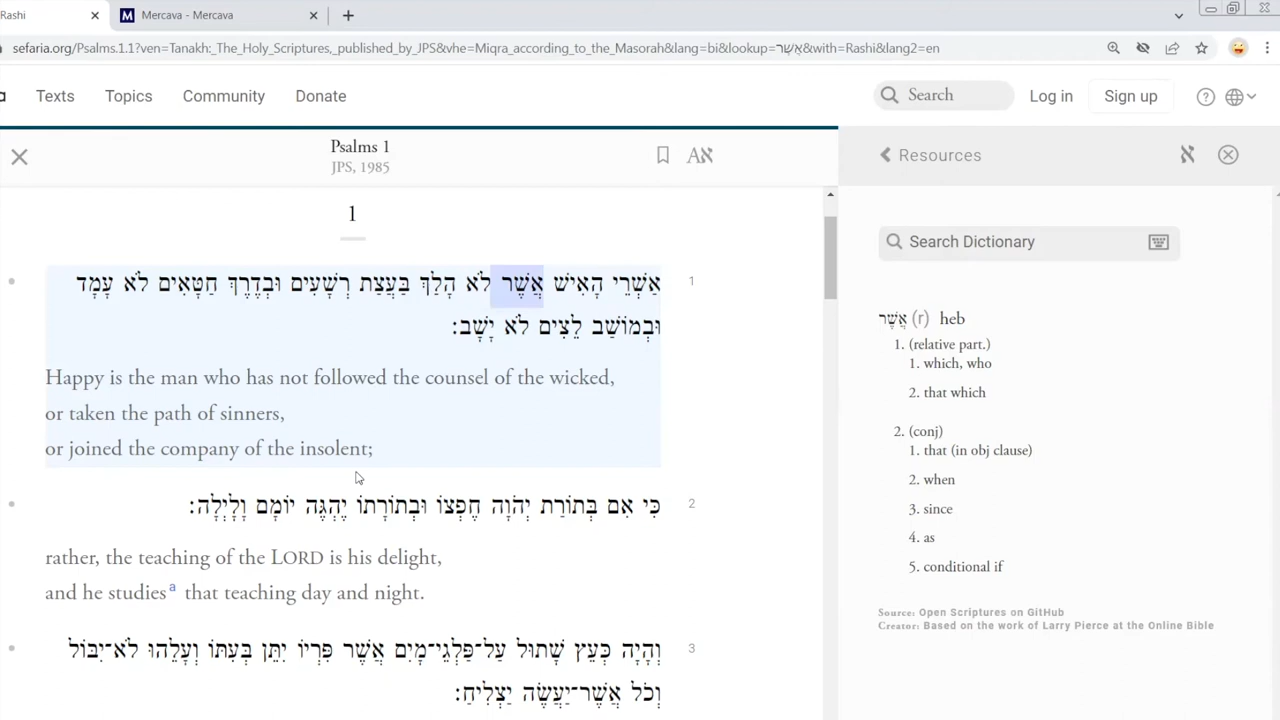 Rashi
Mercava - Mercava
sefaria.org/Psalms.1.1?ven=Tanakh:_The_Holy_Scriptures,_published_by_JPS&vhe=Miqra_according_to_the_Masorah&lang=bi&lookup=אֲשֶׁר&with=Rashi&lang2=en
a Texts Topics Community Donate Search Log in Sign up
Psalms 1
JPS, 1985
1
אַשְׁרֵי הָאִישׁ אֲשֶׁר לֹא הָלַךְ בַּעֲצַת רְשָׁעִים וּבְדֶרֶךְ חַטָּאִים לֹא עָמָד 1
וּבְמוֹשַׁב לֵצִים לֹא יָשָׁב׃
Happy is the man who has not followed the counsel of the wicked,
or taken the path of sinners,
or joined the company of the insolent;
כִּי אִם בְּתוֹרַת יְהֹוָה חֶפְצוֹ וּבְתוֹרָתוֹ יֶהְגֶּה יוֹמָם וָלָיְלָה׃ 2
rather, the teaching of the LORD is his delight,
and he studies a that teaching day and night.
וְהָיָה כְּעֵץ שָׁתוּל עַל־פַּלְגֵי־מָיִם אֲשֶׁר פִּרְיוֹ יִתֵּן בְּעִתּוֹ וְעָלֵהוּ לֹא־יִבּוֹל 3
וְכֹל אֲשֶׁר־יַעֲשֶׂה יַצְלִיחַ׃
Resources
Search Dictionary
אֲשֶׁר (r) heb
1. (relative part.)
1. which, who
2. that which
2. (conj)
1. that (in obj clause)
2. when
3. since
4. as
5. conditional if
Source: Open Scriptures on GitHub
Creator: Based on the work of Larry Pierce at the Online Bible